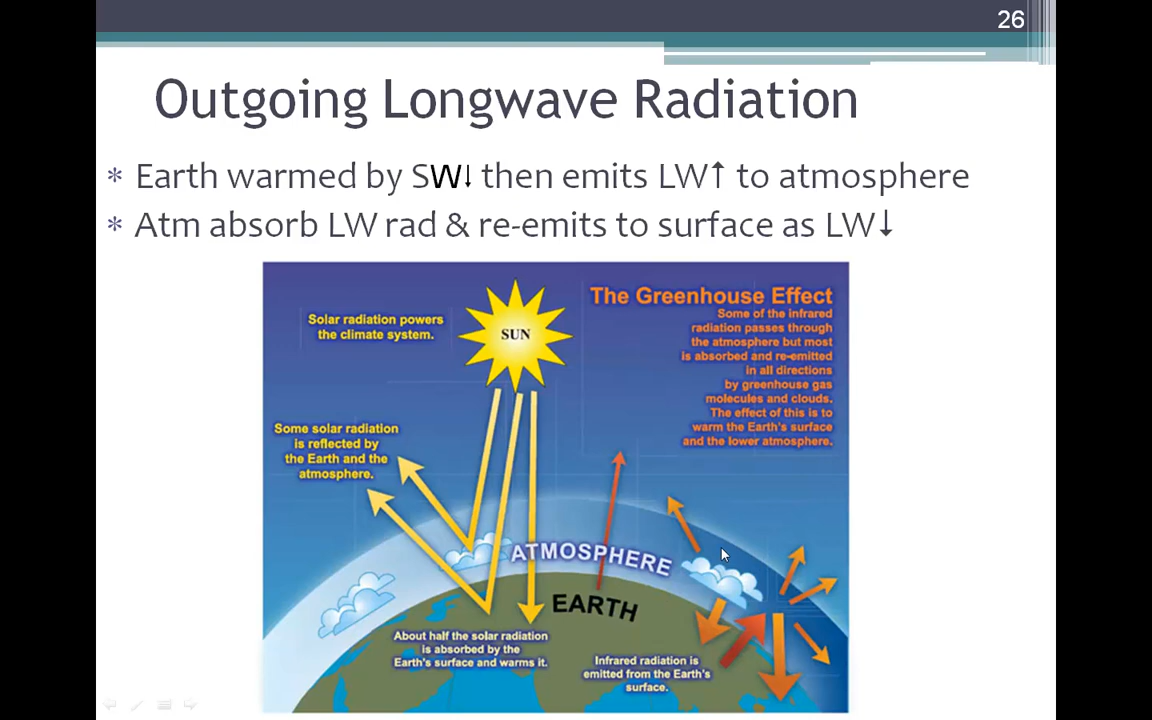 26
Outgoing Longwave Radiation
* Earth warmed by SW↓ then emits LW↑ to atmosphere
* Atm absorb LW rad & re-emits to surface as LW↓
The Greenhouse Effect
Some of the infrared
radiation passes through
the atmosphere but most
is absorbed and re-emitted
in all directions
by greenhouse gas
molecules and clouds.
The effect of this is to
warm the Earth's surface
and the lower atmosphere.
Solar radiation powers
the climate system.
SUN
Some solar radiation
is reflected by
the Earth and the
atmosphere.
ATMOSPHERE
EARTH
About half the solar radiation
is absorbed by the
Earth's surface and warms it.
Infrared radiation is
emitted from the Earth's
surface.